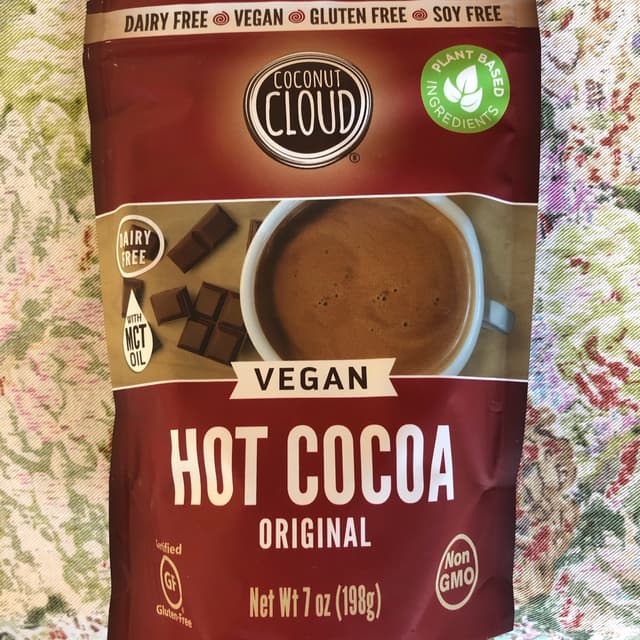 DAIRY FREE VEGAN GLUTEN FREE SOY FREE
COCONUT
CLOUD
®
PLANT BASED
INGREDIENTS
DAIRY
FREE
WITH
MCT
OIL
VEGAN
HOT COCOA
ORIGINAL
Certified
GF
Gluten-Free
Net Wt 7 oz (198g)
Non
GMO